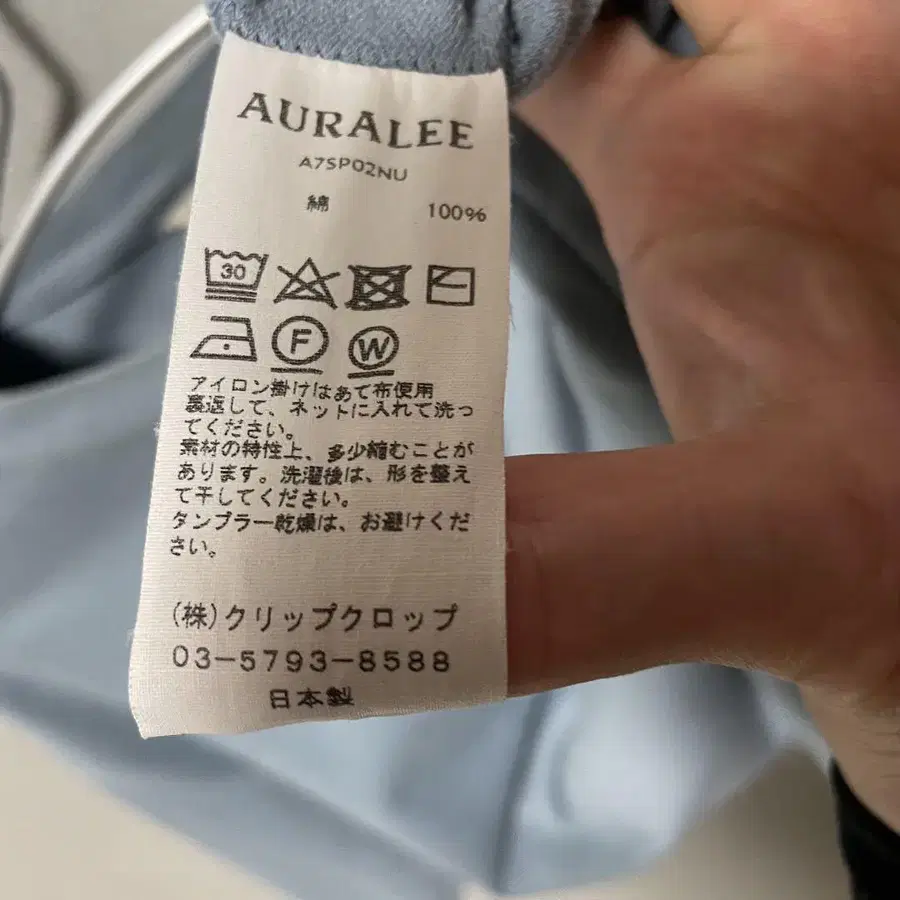 AURALEE
A7SP02NU
綿 100%
30
F W
アイロン掛けはあて布使用
裏返して、ネットに入れて洗っ
てください。
素材の特性上、多少縮むことが
あります。洗濯後は、形を整え
て干してください。
タンブラー乾燥は、お避けくだ
さい。
(株)クリップクロップ
03-5793-8588
日本製